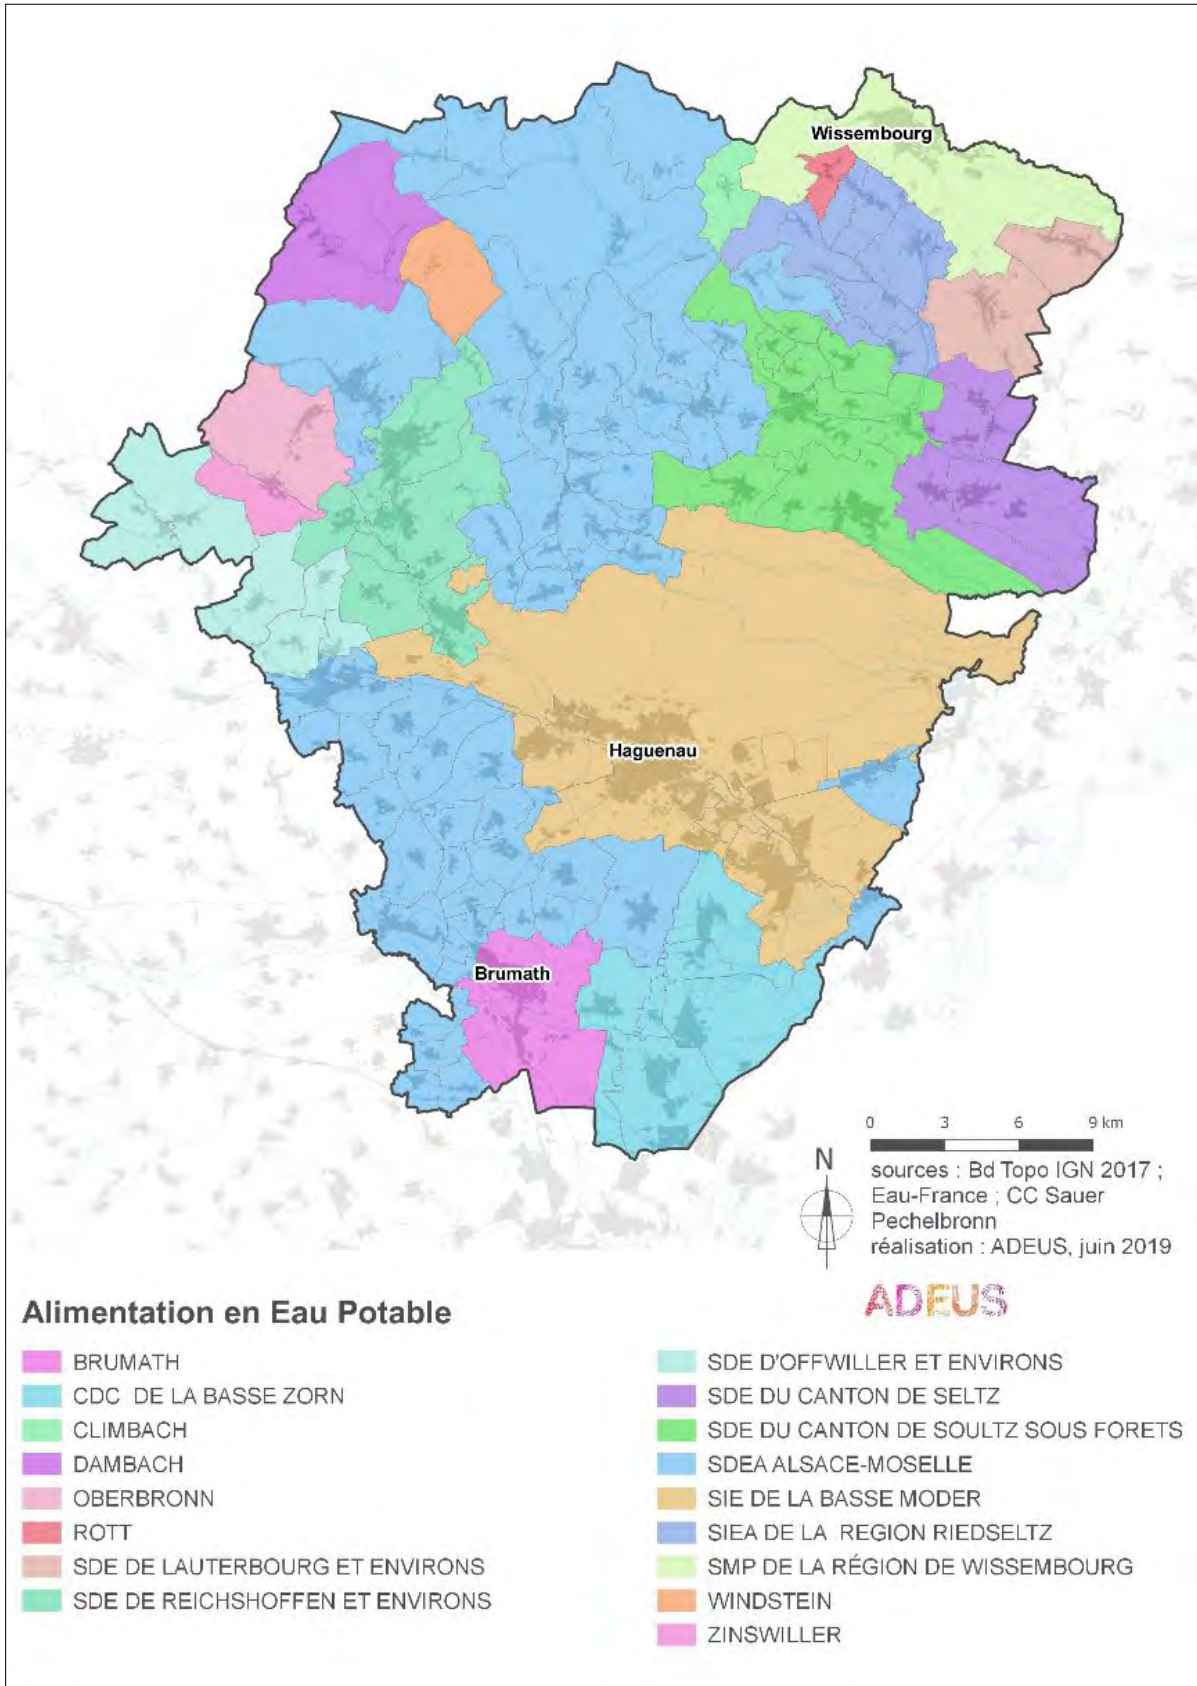 Wissembourg
Haguenau
Brumath
0 3 6 9 km
N
sources : Bd Topo IGN 2017 ;
Eau-France ; CC Sauer
Pechelbronn
réalisation : ADEUS, juin 2019
ADEUS
Alimentation en Eau Potable
BRUMATH
CDC DE LA BASSE ZORN
CLIMBACH
DAMBACH
OBERBRONN
ROTT
SDE DE LAUTERBOURG ET ENVIRONS
SDE DE REICHSHOFFEN ET ENVIRONS
SDE D'OFFWILLER ET ENVIRONS
SDE DU CANTON DE SELTZ
SDE DU CANTON DE SOULTZ SOUS FORETS
SDEA ALSACE-MOSELLE
SIE DE LA BASSE MODER
SIEA DE LA REGION RIEDSELTZ
SMP DE LA RÉGION DE WISSEMBOURG
WINDSTEIN
ZINSWILLER